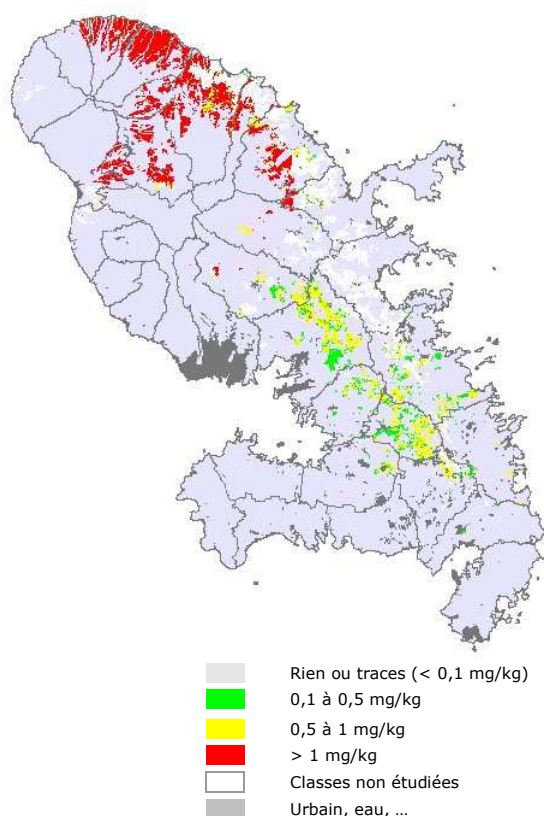 Rien ou traces (< 0,1 mg/kg)
0,1 à 0,5 mg/kg
0,5 à 1 mg/kg
> 1 mg/kg
Classes non étudiées
Urbain, eau, ...